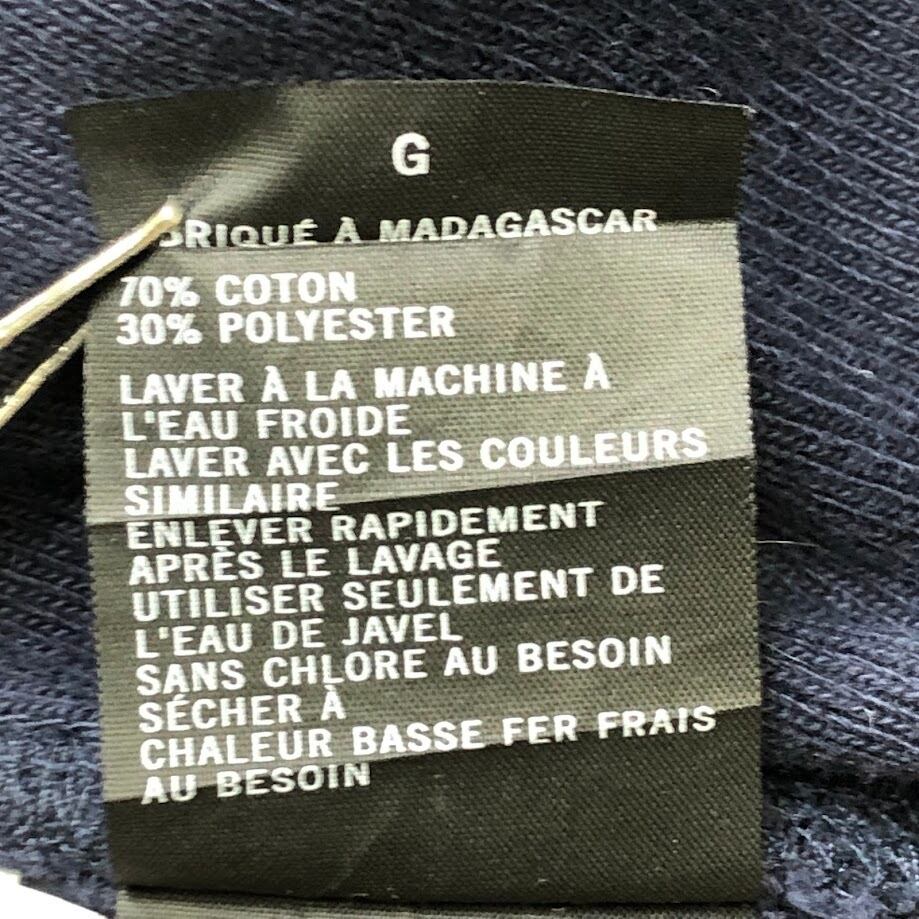 G
BRIQUÉ À MADAGASCAR
70% COTON
30% POLYESTER
LAVER À LA MACHINE À
L'EAU FROIDE
LAVER AVEC LES COULEURS
SIMILAIRE
ENLEVER RAPIDEMENT
APRÈS LE LAVAGE
UTILISER SEULEMENT DE
L'EAU DE JAVEL
SANS CHLORE AU BESOIN
SÉCHER À
CHALEUR BASSE FER FRAIS
AU BESOIN